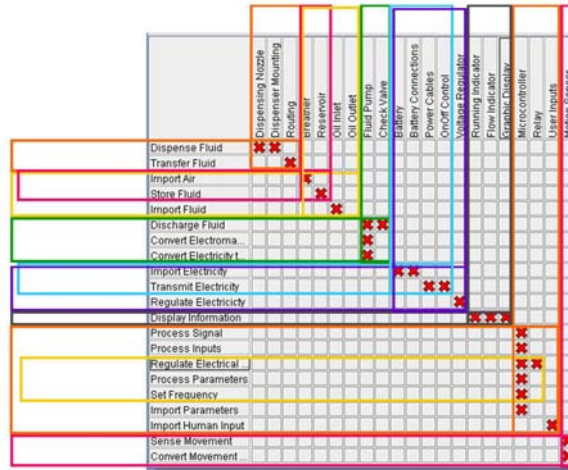 Dispensing Nozzle
Dispenser Mounting
Routing
Breather
Reservoir
Oil Inlet
Oil Outlet
Fluid Pump
Check Valve
Battery
Battery Connections
Power Cables
On/Off Control
Voltage Regulator
Running Indicator
Flow Indicator
Graphic Display
Microcontroller
Relay
User Inputs
Motion Sensor
Dispense Fluid
Transfer Fluid
Import Air
Store Fluid
Import Fluid
Discharge Fluid
Convert Electroma...
Convert Electricity t...
Import Electricity
Transmit Electricity
Regulate Electricicty
Display Information
Process Signal
Process Inputs
Regulate Electrical ...
Process Parameters
Set Frequency
Import Parameters
Import Human Input
Sense Movement
Convert Movement ...